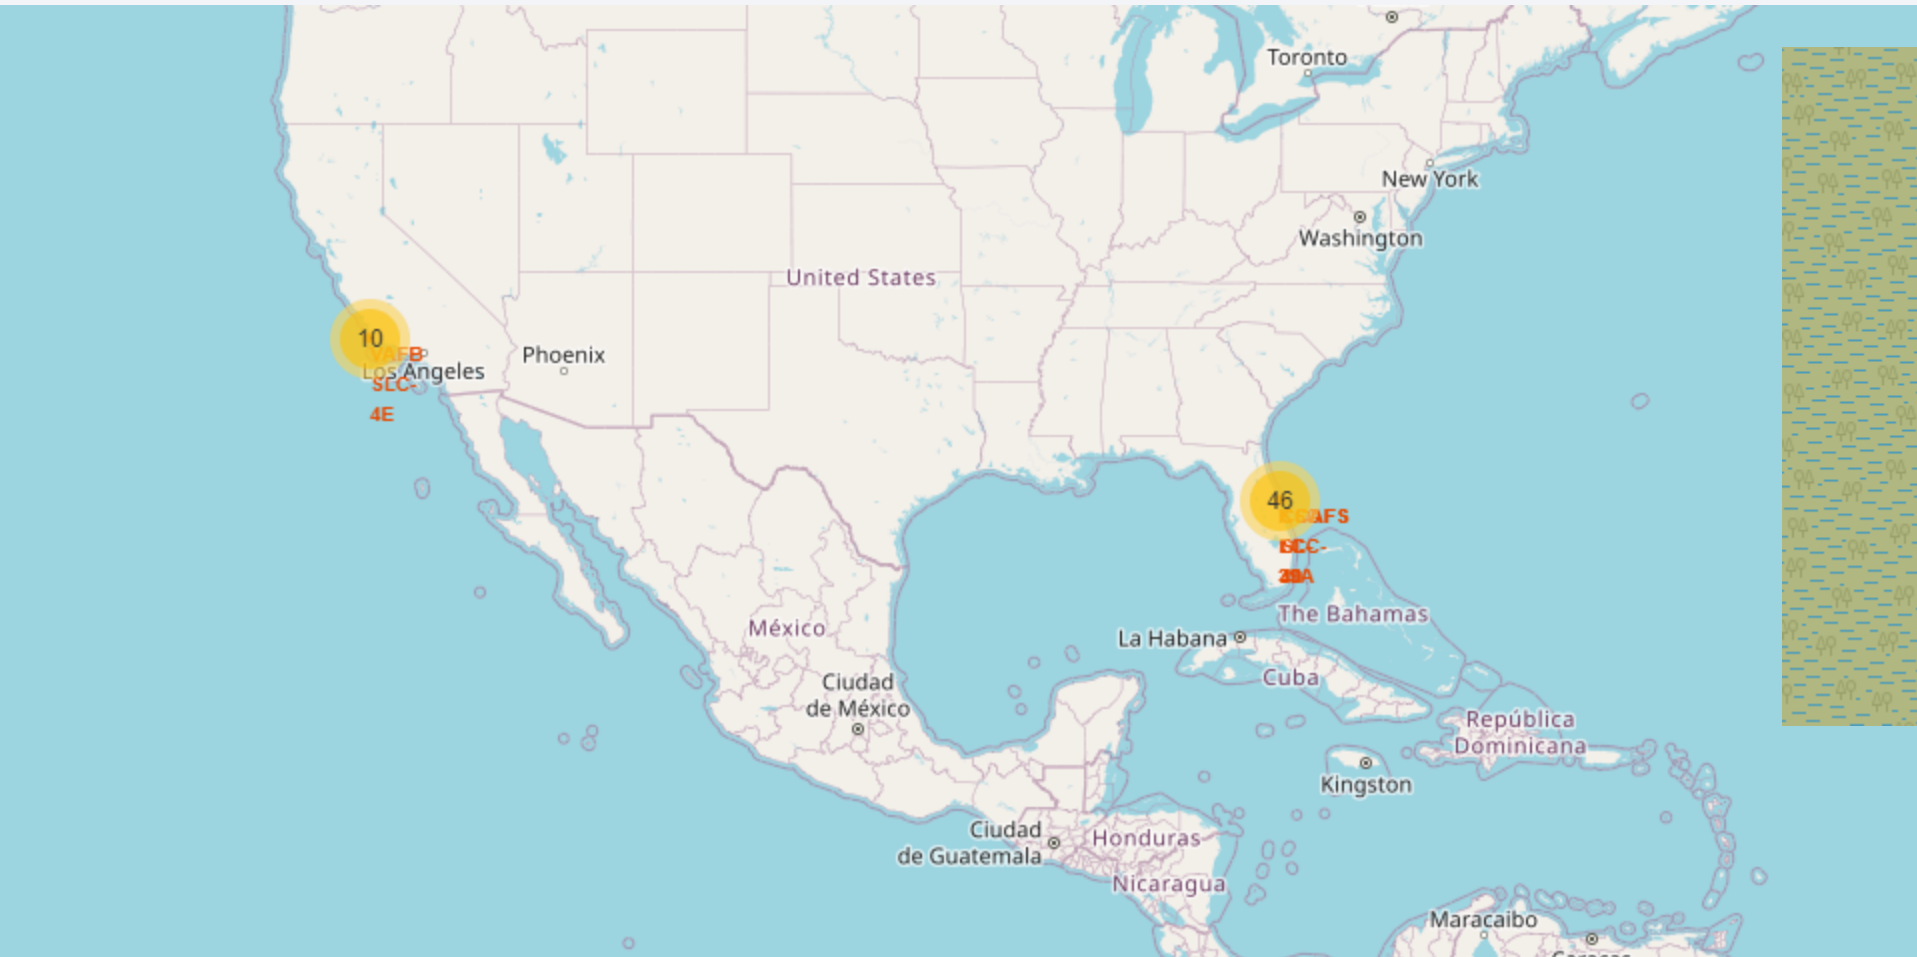 Toronto
New York
Washington
United States
10
VAFB
Los Angeles
SLC-
4E
Phoenix
46
The Bahamas
La Habana
México
Cuba
Ciudad
de México
República
Dominicana
Kingston
Ciudad
de Guatemala
Honduras
Nicaragua
Maracaibo